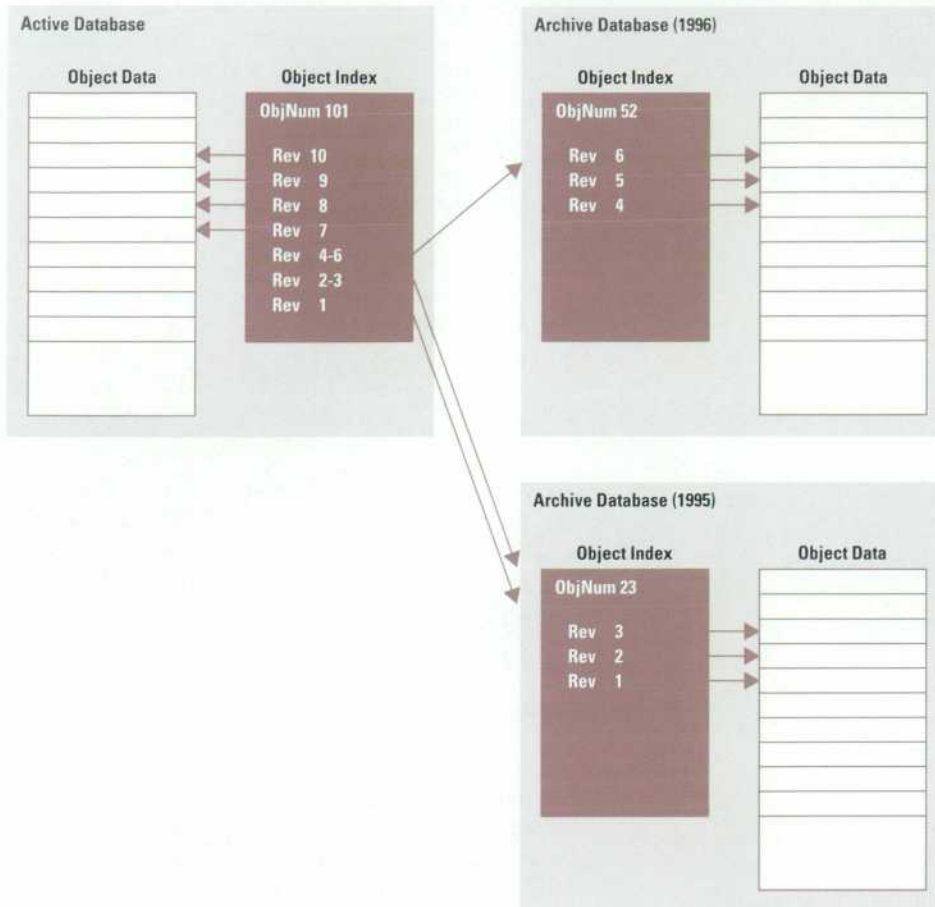 Active Database
Object Data
Object Index
ObjNum 101
Rev 10
Rev 9
Rev 8
Rev 7
Rev 4-6
Rev 2-3
Rev 1
Archive Database (1996)
Object Index
Object Data
ObjNum 52
Rev 6
Rev 5
Rev 4
Archive Database (1995)
Object Index
Object Data
ObjNum 23
Rev 3
Rev 2
Rev 1